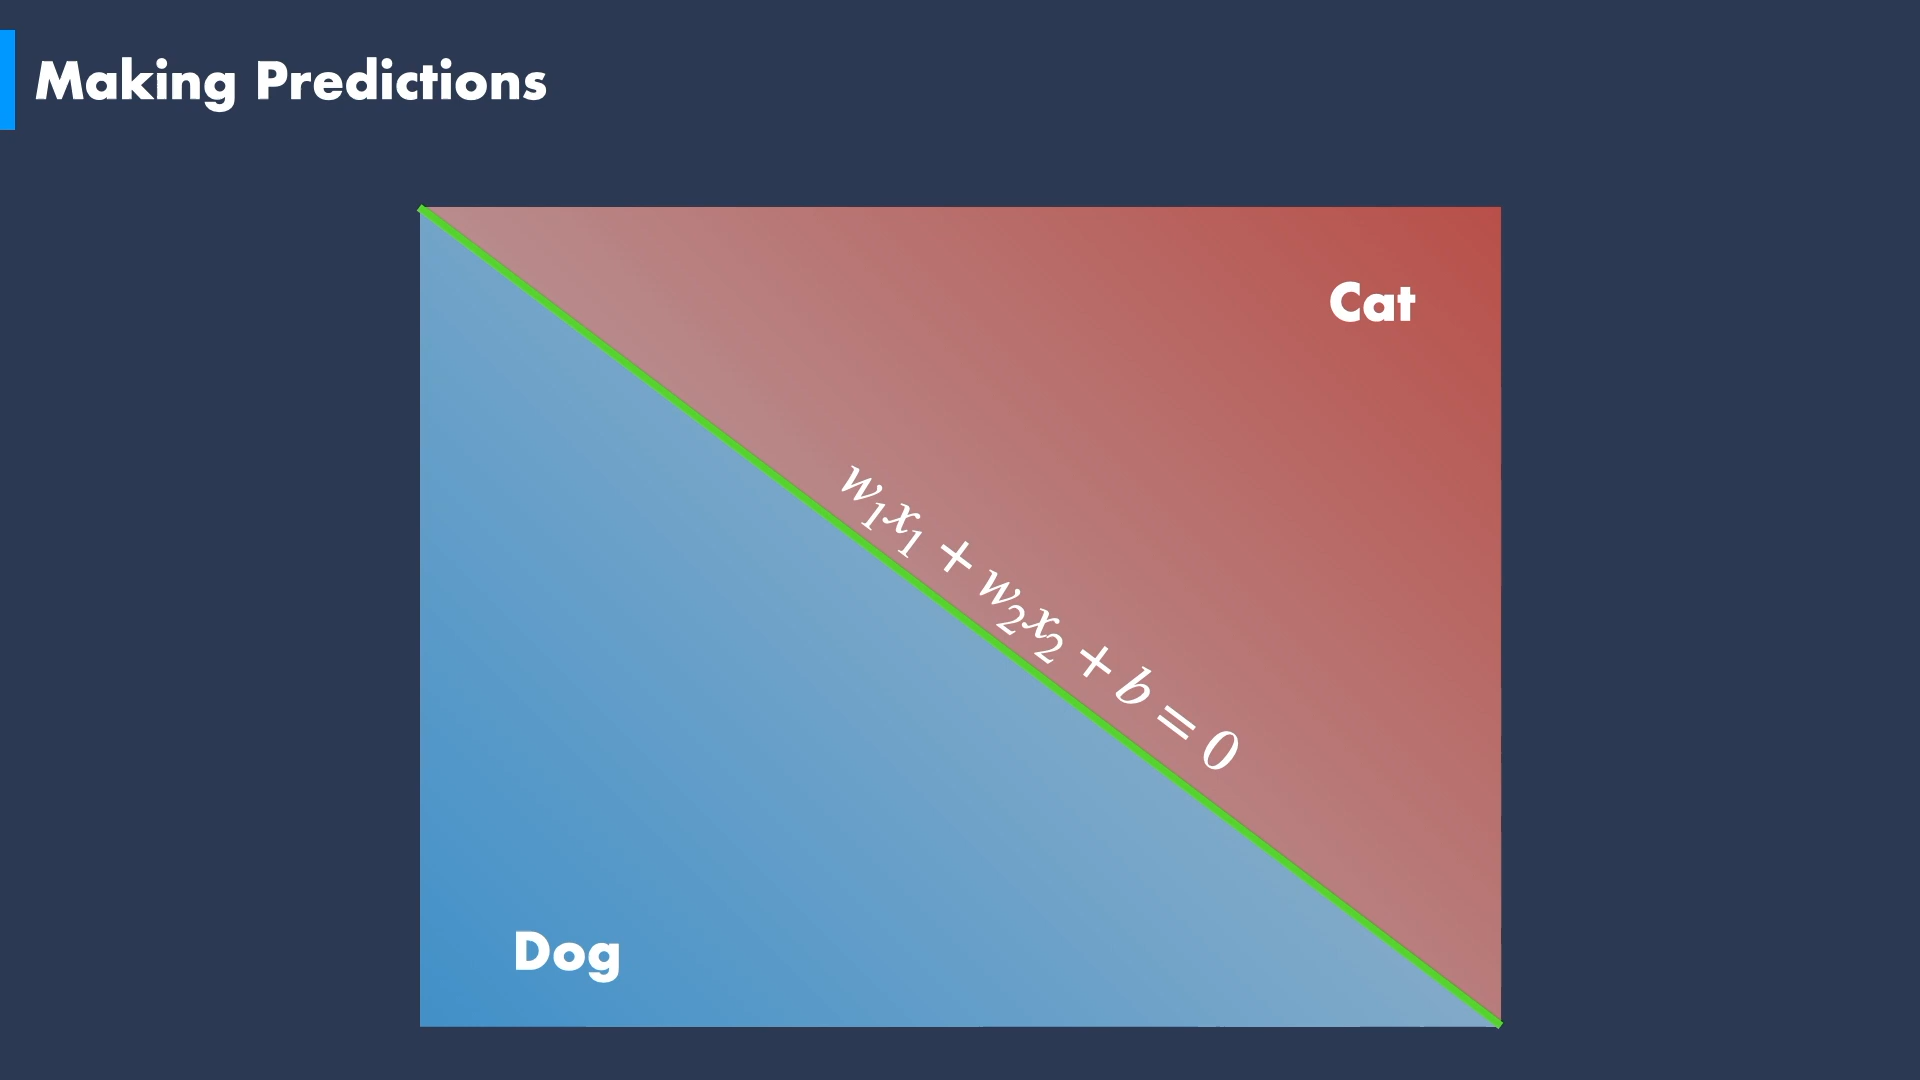 Making Predictions
Cat
w₁x₁ + w₂x₂ + b = 0
Dog